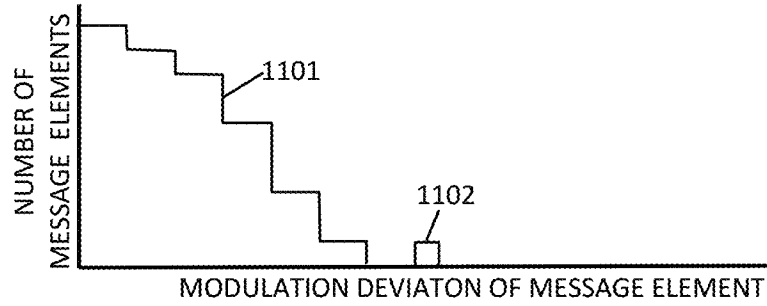 NUMBER OF
MESSAGE ELEMENTS
1101
1102
MODULATION DEVIATON OF MESSAGE ELEMENT